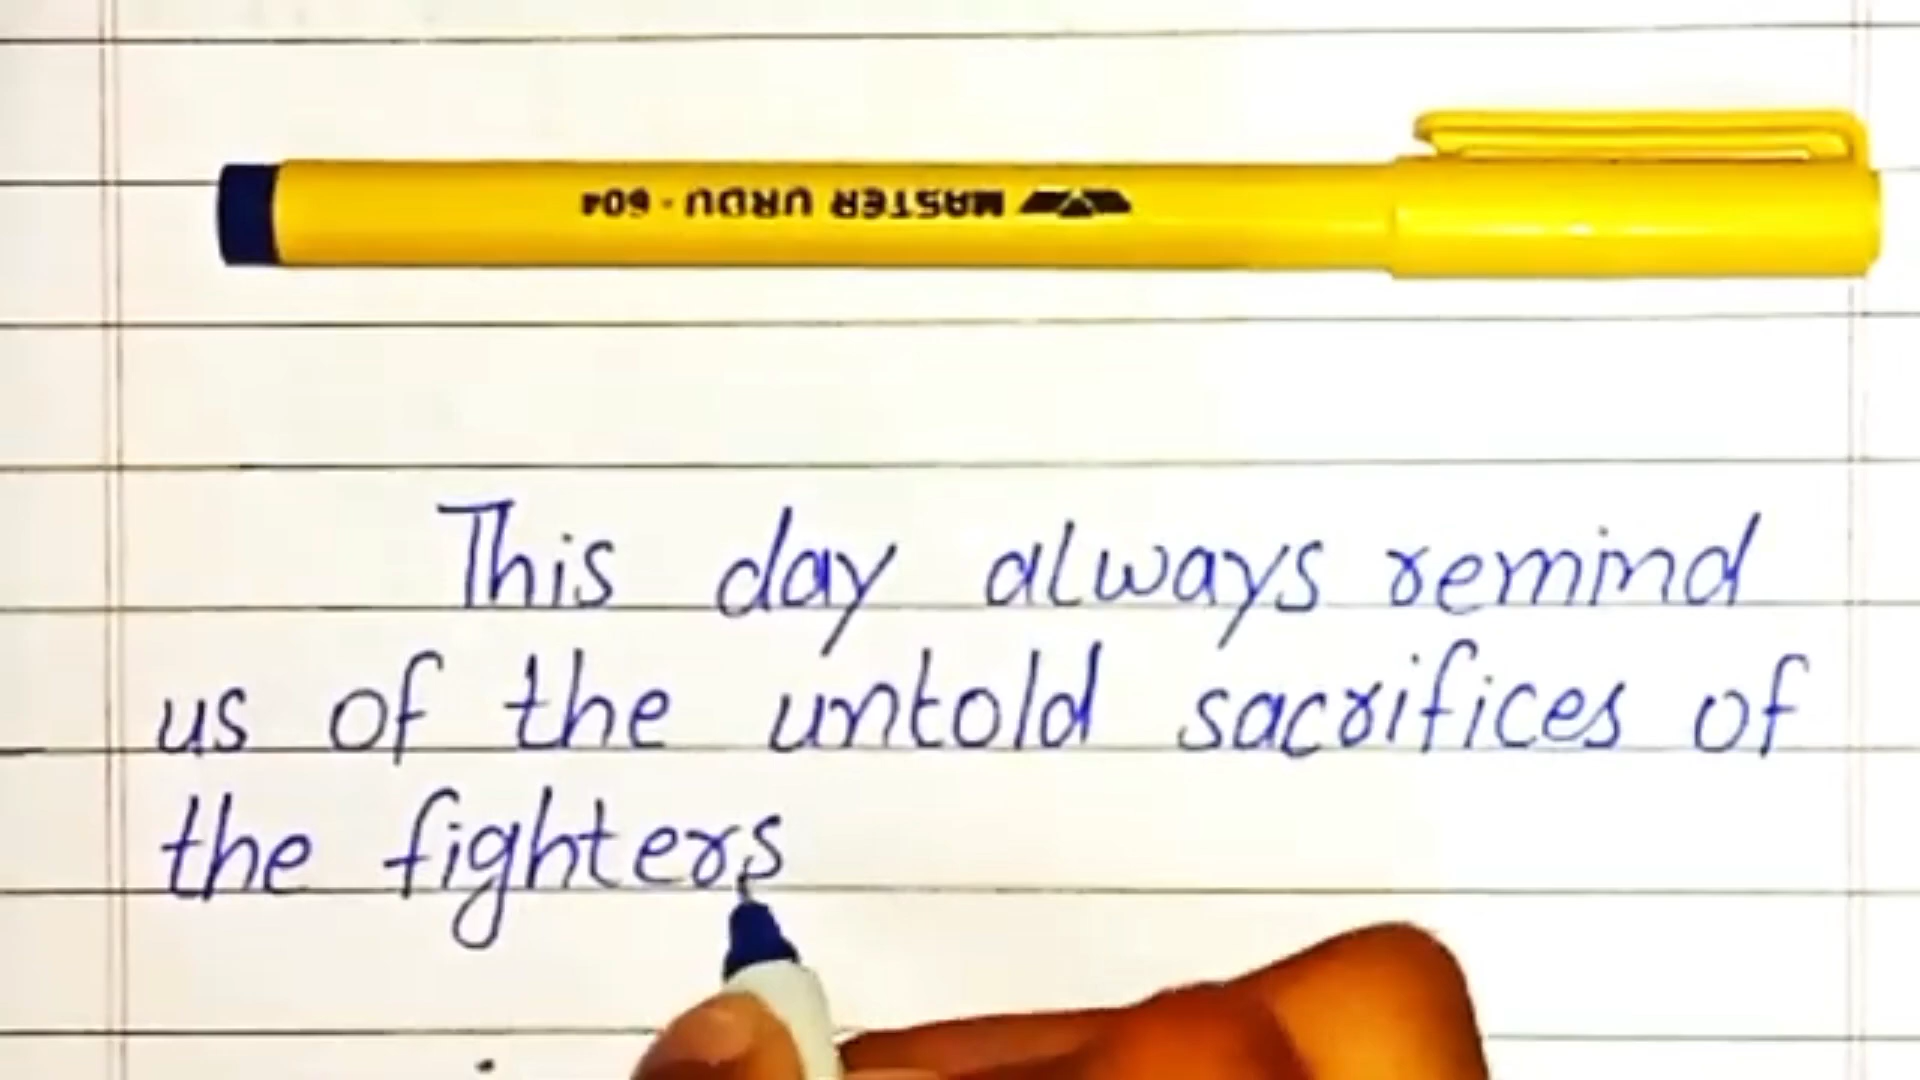 MASTER URDU - 604
This day always remind
us of the untold sacrifices of
the fighters